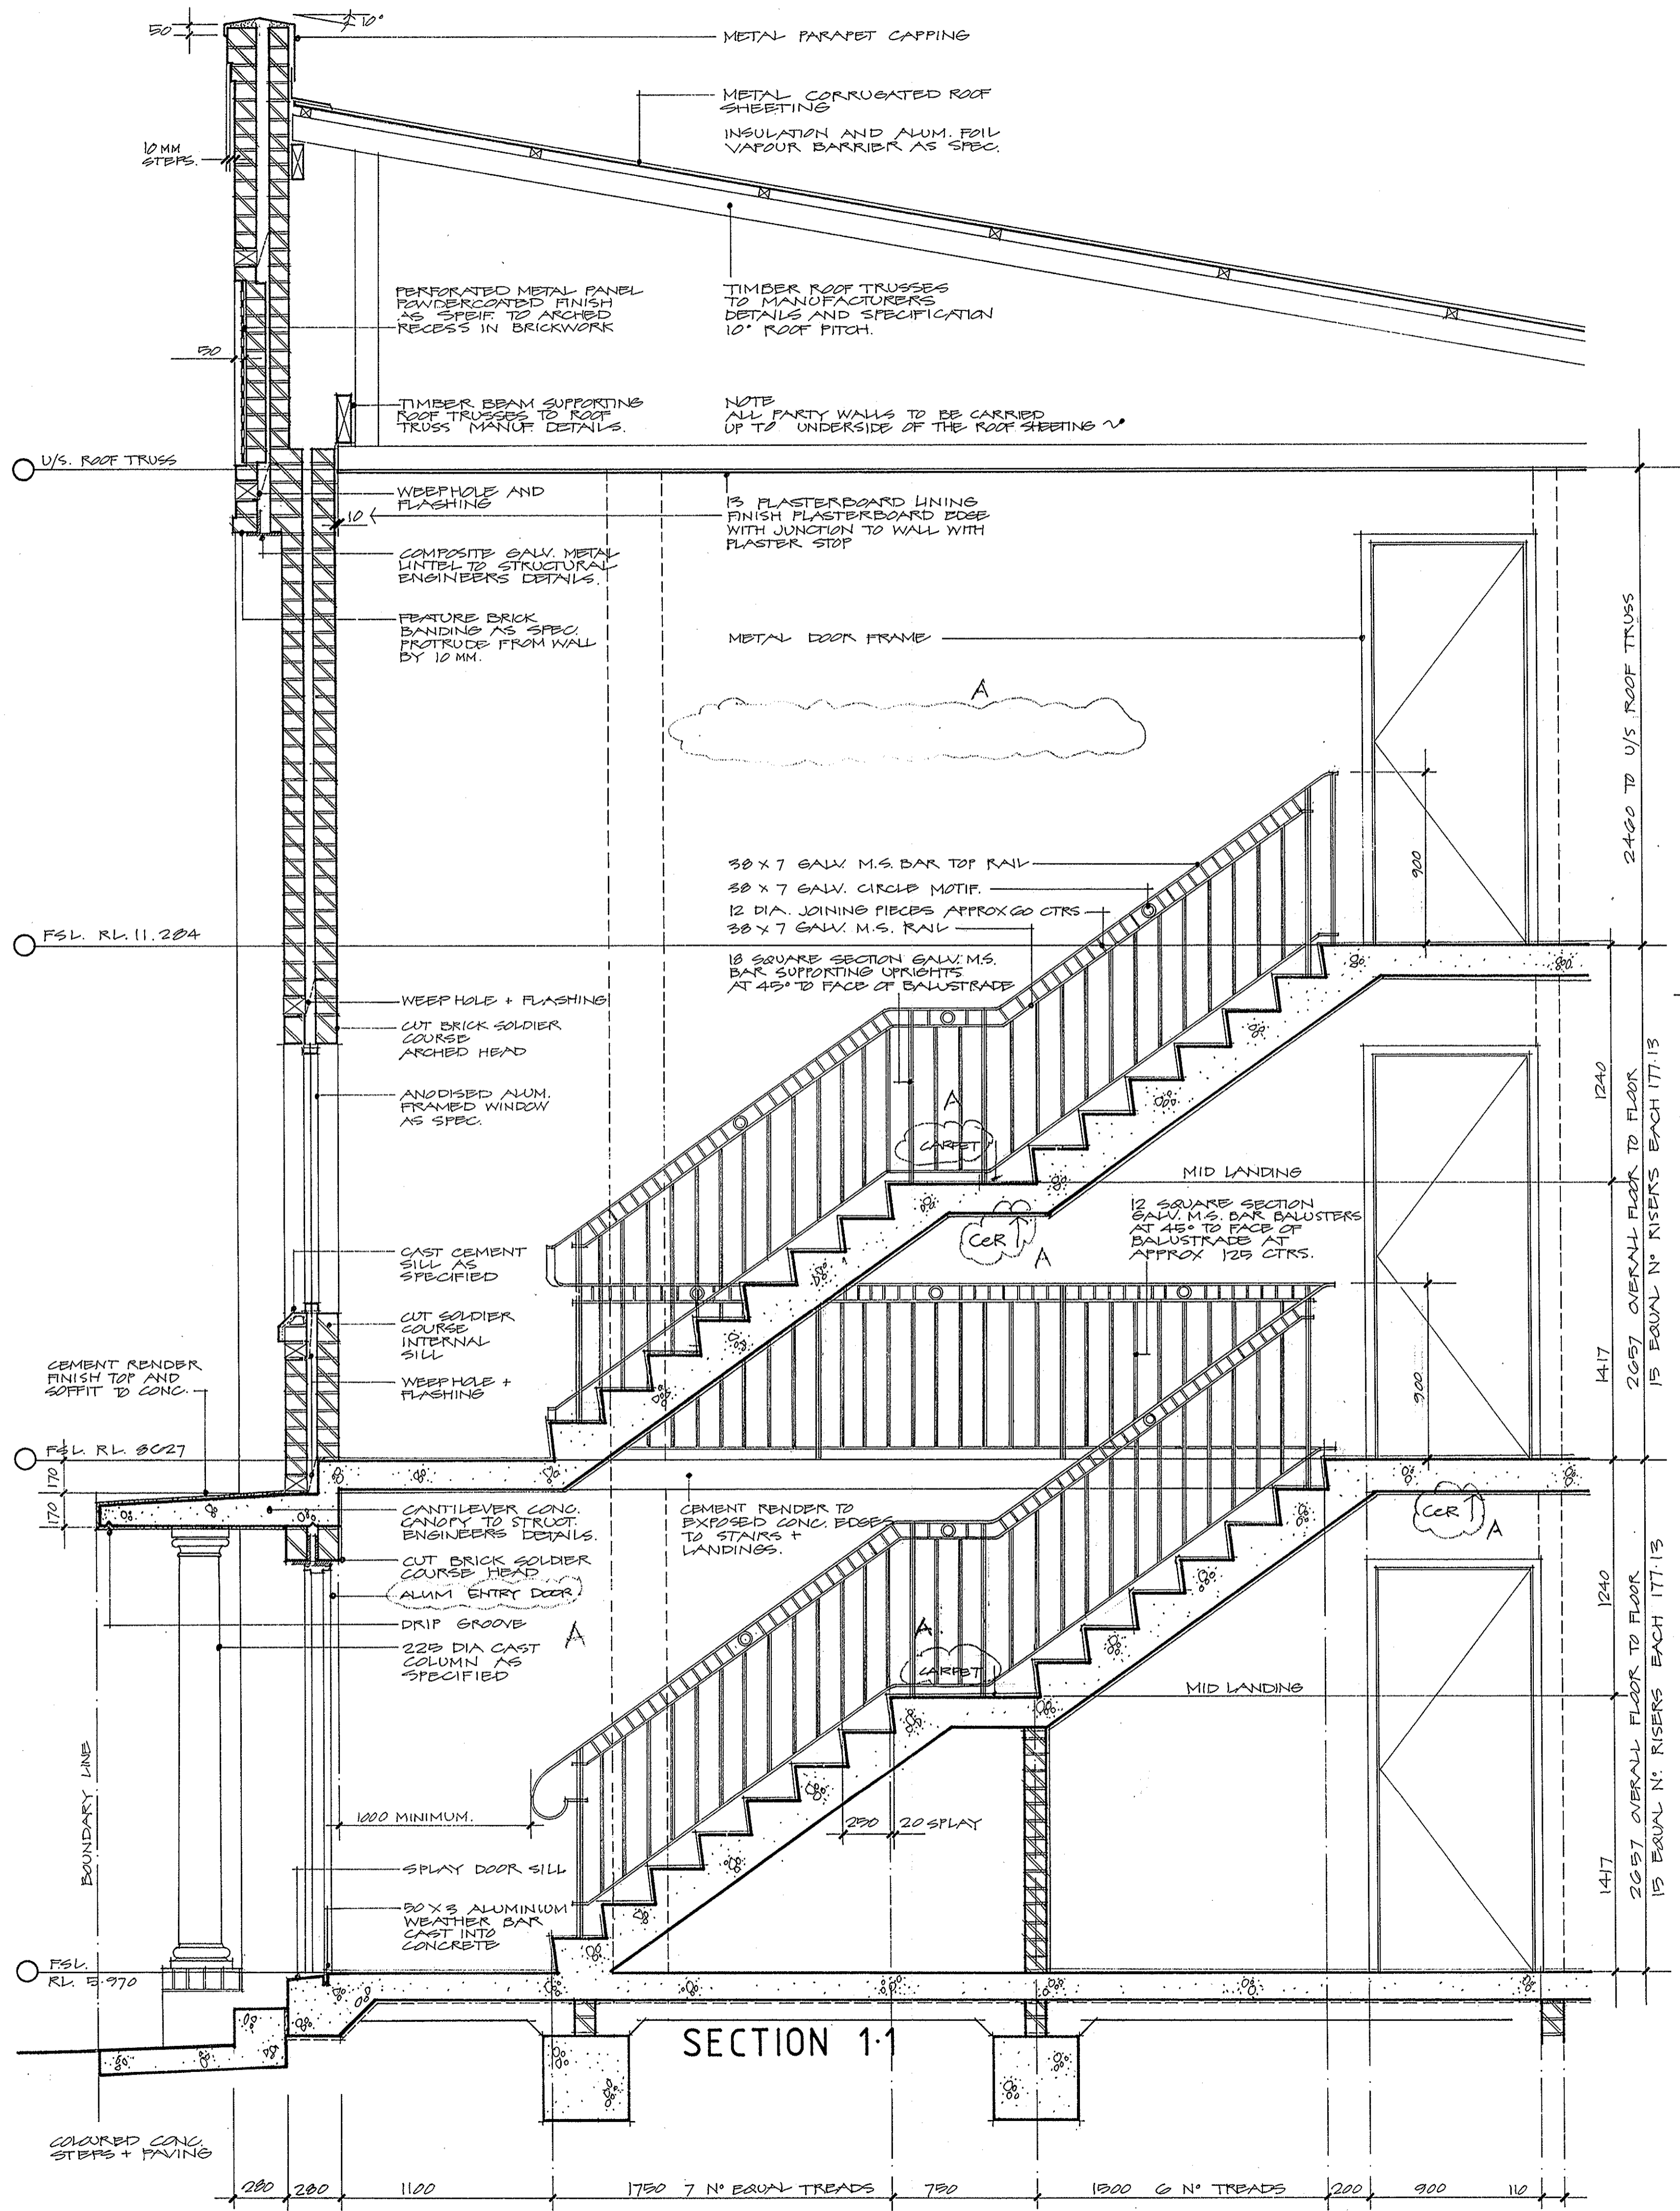 50
10°
METAL PARAPET CAPPING
METAL CORRUGATED ROOF
SHEETING
INSULATION AND ALUM. FOIL
VAPOUR BARRIER AS SPEC.
10 MM
STEPS.
PERFORATED METAL PANEL
POWDERCOATED FINISH
AS SPEIF. TO ARCHED
RECESS IN BRICKWORK
TIMBER ROOF TRUSSES
TO MANUFACTURERS
DETAILS AND SPECIFICATION
10° ROOF PITCH.
50
TIMBER BEAM SUPPORTING
ROOF TRUSSES TO ROOF
TRUSS MANUF. DETAILS.
NOTE
ALL PARTY WALLS TO BE CARRIED
UP TO UNDERSIDE OF THE ROOF SHEETING
U/S. ROOF TRUSS
WEEPHOLE AND
FLASHING
10
13 PLASTERBOARD LINING
FINISH PLASTERBOARD EDGE
WITH JUNCTION TO WALL WITH
PLASTER STOP
COMPOSITE GALV. METAL
LINTEL TO STRUCTURAL
ENGINEERS DETAILS.
FEATURE BRICK
BANDING AS SPEC.
PROTRUDE FROM WALL
BY 10 MM.
METAL DOOR FRAME
A
2460 TO U/S ROOF TRUSS
38 X 7 GALV. M.S. BAR TOP RAIL
38 X 7 GALV. CIRCLE MOTIF.
12 DIA. JOINING PIECES APPROX 60 CTRS
38 X 7 GALV. M.S. RAIL
18 SQUARE SECTION GALV. M.S.
BAR SUPPORTING UPRIGHTS
AT 45° TO FACE OF BALUSTRADE
900
FSL. RL. 11.284
WEEPHOLE + FLASHING
CUT BRICK SOLDIER
COURSE
ARCHED HEAD
ANODISED ALUM.
FRAMED WINDOW
AS SPEC.
A
CARPET
MID LANDING
CER
A
12 SQUARE SECTION
GALV. M.S. BAR BALUSTERS
AT 45° TO FACE OF
BALUSTRADE AT
APPROX 125 CTRS.
1240
1417
2657 OVERALL FLOOR TO FLOOR
15 EQUAL Nº RISERS EACH 177.13
CAST CEMENT
SILL AS
SPECIFIED
CUT SOLDIER
COURSE
INTERNAL
SILL
WEEPHOLE +
FLASHING
900
CEMENT RENDER
FINISH TOP AND
SOFFIT TO CONC.
FSL. RL. 8627
170
170
CANTILEVER CONC.
CANOPY TO STRUCT.
ENGINEERS DETAILS.
CEMENT RENDER TO
EXPOSED CONC. EDGES
TO STAIRS +
LANDINGS.
CER
A
CUT BRICK SOLDIER
COURSE HEAD
ALUM ENTRY DOOR
DRIP GROOVE
A
225 DIA CAST
COLUMN AS
SPECIFIED
A
CARPET
MID LANDING
1240
1417
2657 OVERALL FLOOR TO FLOOR
15 EQUAL Nº. RISERS EACH 177.13
BOUNDARY LINE
1000 MINIMUM.
250
20 SPLAY
SPLAY DOOR SILL
50 X 3 ALUMINIUM
WEATHER BAR
CAST INTO
CONCRETE
FSL.
RL. 5.970
SECTION 1·1
COLOURED CONC.
STEPS + PAVING
280
280
1100
1750 7 Nº EQUAL TREADS
750
1500 6 Nº TREADS
200
900
110